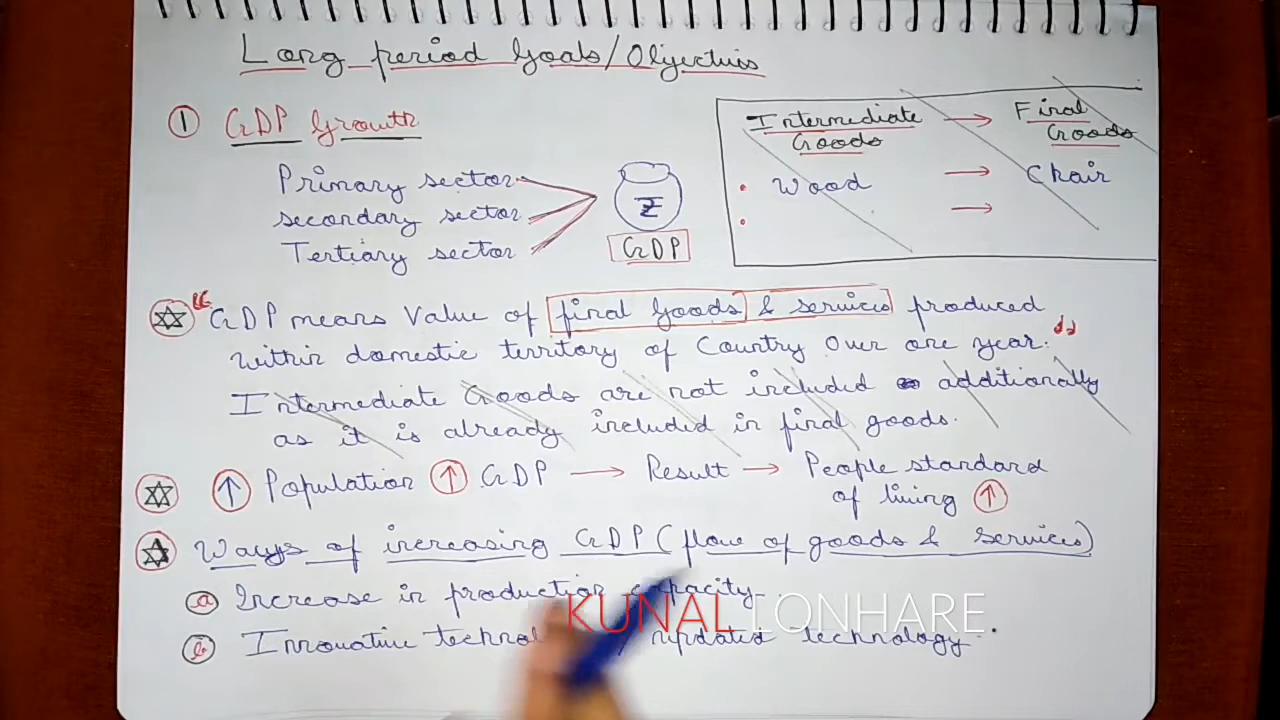 Long period Goals/Objectives
① GDP Growth
Primary sector
secondary sector
Tertiary sector
₹
GDP
Intermediate Goods → Final Goods
• Wood → Chair
• →
"GDP means Value of final Goods & services produced
within domestic territory of Country Over one year."
Intermediate Goods are not included additionally
as it is already included in final goods.
↑ Population ↑ GDP → Result → People standard
of living ↑
Ways of increasing GDP (flow of goods & services)
a Increase in production capacity.
b Innovative updated technology
KUNAL TONHARE